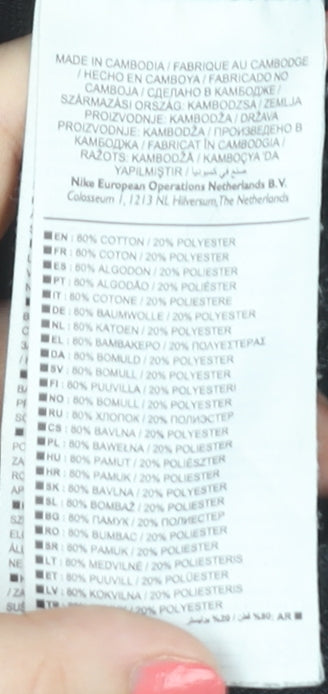 MADE IN CAMBODIA / FABRIQUE AU CAMBODGE
/ HECHO EN CAMBOYA / FABRICADO NO
CAMBOJA / СДЕЛАНО В КАМБОДЖЕ /
SZÁRMAZÁSI ORSZÁG: KAMBODZSA / ZEMLJA
PROIZVODNJE: KAMBODŽA / DRŽAVA
PROIZVODNJE: KAMBODŽA / ПРОИЗВЕДЕНО В
КАМБОДЖА / FABRICAT ÎN CAMBODGIA /
RAŽOTS: KAMBODŽĀ / KAMBOÇYA'DA
YAPILMIŞTIR / صنع في كمبوديا
Nike European Operations Netherlands B.V.
Colosseum 1, 1213 NL Hilversum, The Netherlands
EN : 80% COTTON / 20% POLYESTER
FR : 80% COTON / 20% POLYESTER
ES : 80% ALGODON / 20% POLIESTER
PT : 80% ALGODÃO / 20% POLIÉSTER
IT : 80% COTONE / 20% POLIESTERE
DE : 80% BAUMWOLLE / 20% POLYESTER
NL : 80% KATOEN / 20% POLYESTER
EL : 80% ΒΑΜΒΑΚΕΡΟ / 20% ΠΟΛΥΕΣΤΕΡΑΣ
DA : 80% BOMULD / 20% POLYESTER
SV : 80% BOMULL / 20% POLYESTER
FI : 80% PUUVILLA / 20% POLYESTERI
NO : 80% BOMULL / 20% POLYESTER
RU : 80% ХЛОПОК / 20% ПОЛИЭСТЕР
CS : 80% BAVLNA / 20% POLYESTER
PL : 80% BAWEŁNA / 20% POLIESTER
HU : 80% PAMUT / 20% POLIÉSZTER
HR : 80% PAMUK / 20% POLIESTER
SK : 80% BAVLNA / 20% POLYESTER
SL : 80% BOMBAŽ / 20% POLIESTER
BG : 80% ПАМУК / 20% ПОЛИЕСТЕР
RO : 80% BUMBAC / 20% POLIESTER
SR : 80% PAMUK / 20% POLIESTER
LT : 80% MEDVILNĖ / 20% POLIESTERIS
ET : 80% PUUVILL / 20% POLÜESTER
LV : 80% KOKVILNA / 20% POLIESTERIS
20% POLYESTER
AR : 80% قطن / 20%